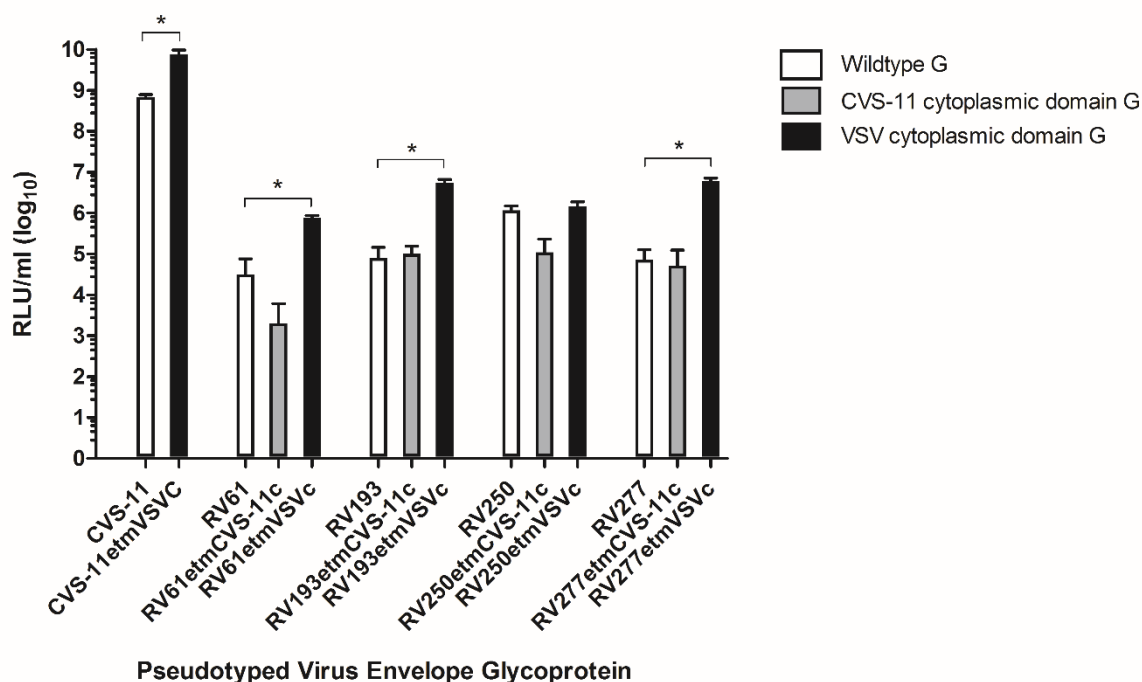 *
*
*
*
10
9
8
7
6
5
4
3
2
1
0
RLU/ml (log10)
Wildtype G
CVS-11 cytoplasmic domain G
VSV cytoplasmic domain G
CVS-11
CVS-11etmVSVC
RV61
RV61etmCVS-11c
RV61etmVSVc
RV193
RV193etmCVS-11c
RV193etmVSVc
RV250
RV250etmCVS-11c
RV250etmVSVc
RV277
RV277etmCVS-11c
RV277etmVSVc
Pseudotyped Virus Envelope Glycoprotein